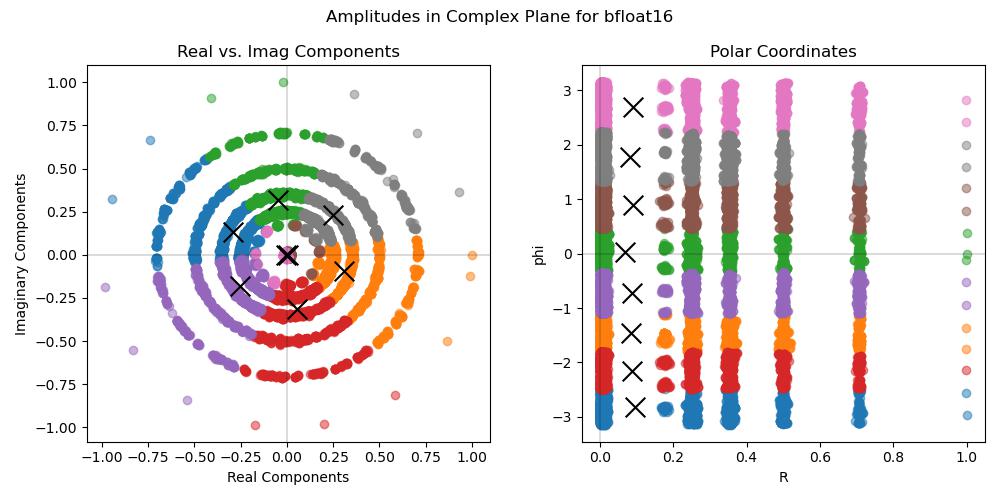 Amplitudes in Complex Plane for bfloat16
Real vs. Imag Components
Imaginary Components
1.00
0.75
0.50
0.25
0.00
−0.25
−0.50
−0.75
−1.00
−1.00 −0.75 −0.50 −0.25 0.00 0.25 0.50 0.75 1.00
Real Components
Polar Coordinates
phi
3
2
1
0
−1
−2
−3
0.0 0.2 0.4 0.6 0.8 1.0
R